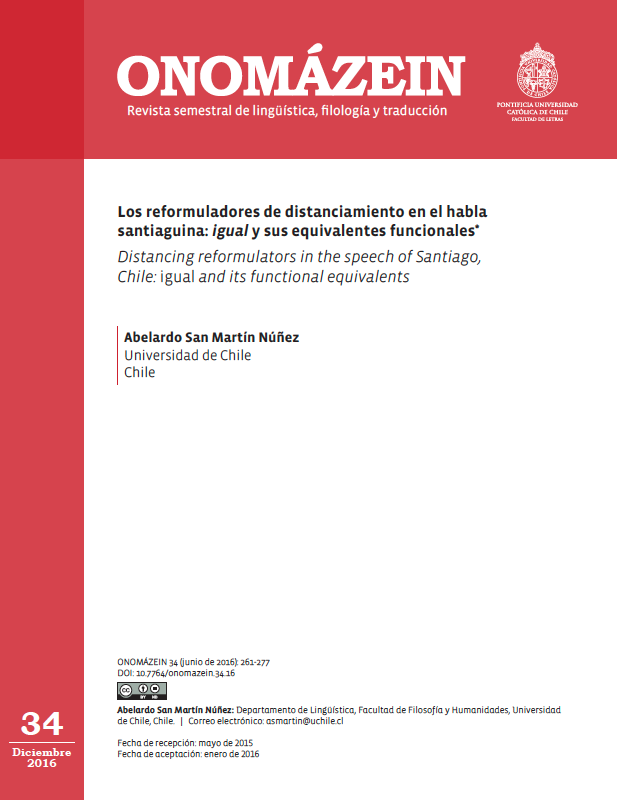 ONOMÁZEIN
Revista semestral de lingüística, filología y traducción
PONTIFICIA UNIVERSIDAD
CATÓLICA DE CHILE
FACULTAD DE LETRAS
Los reformuladores de distanciamiento en el habla
santiaguina: igual y sus equivalentes funcionales*
Distancing reformulators in the speech of Santiago,
Chile: igual and its functional equivalents
Abelardo San Martín Núñez
Universidad de Chile
Chile
ONOMÁZEIN 34 (junio de 2016): 261-277
DOI: 10.7764/onomazein.34.16
cc BY NC
Abelardo San Martín Núñez: Departamento de Lingüística, Facultad de Filosofía y Humanidades, Universidad
de Chile, Chile. | Correo electrónico: asmartin@uchile.cl
Fecha de recepción: mayo de 2015
Fecha de aceptación: enero de 2016
34
Diciembre
2016